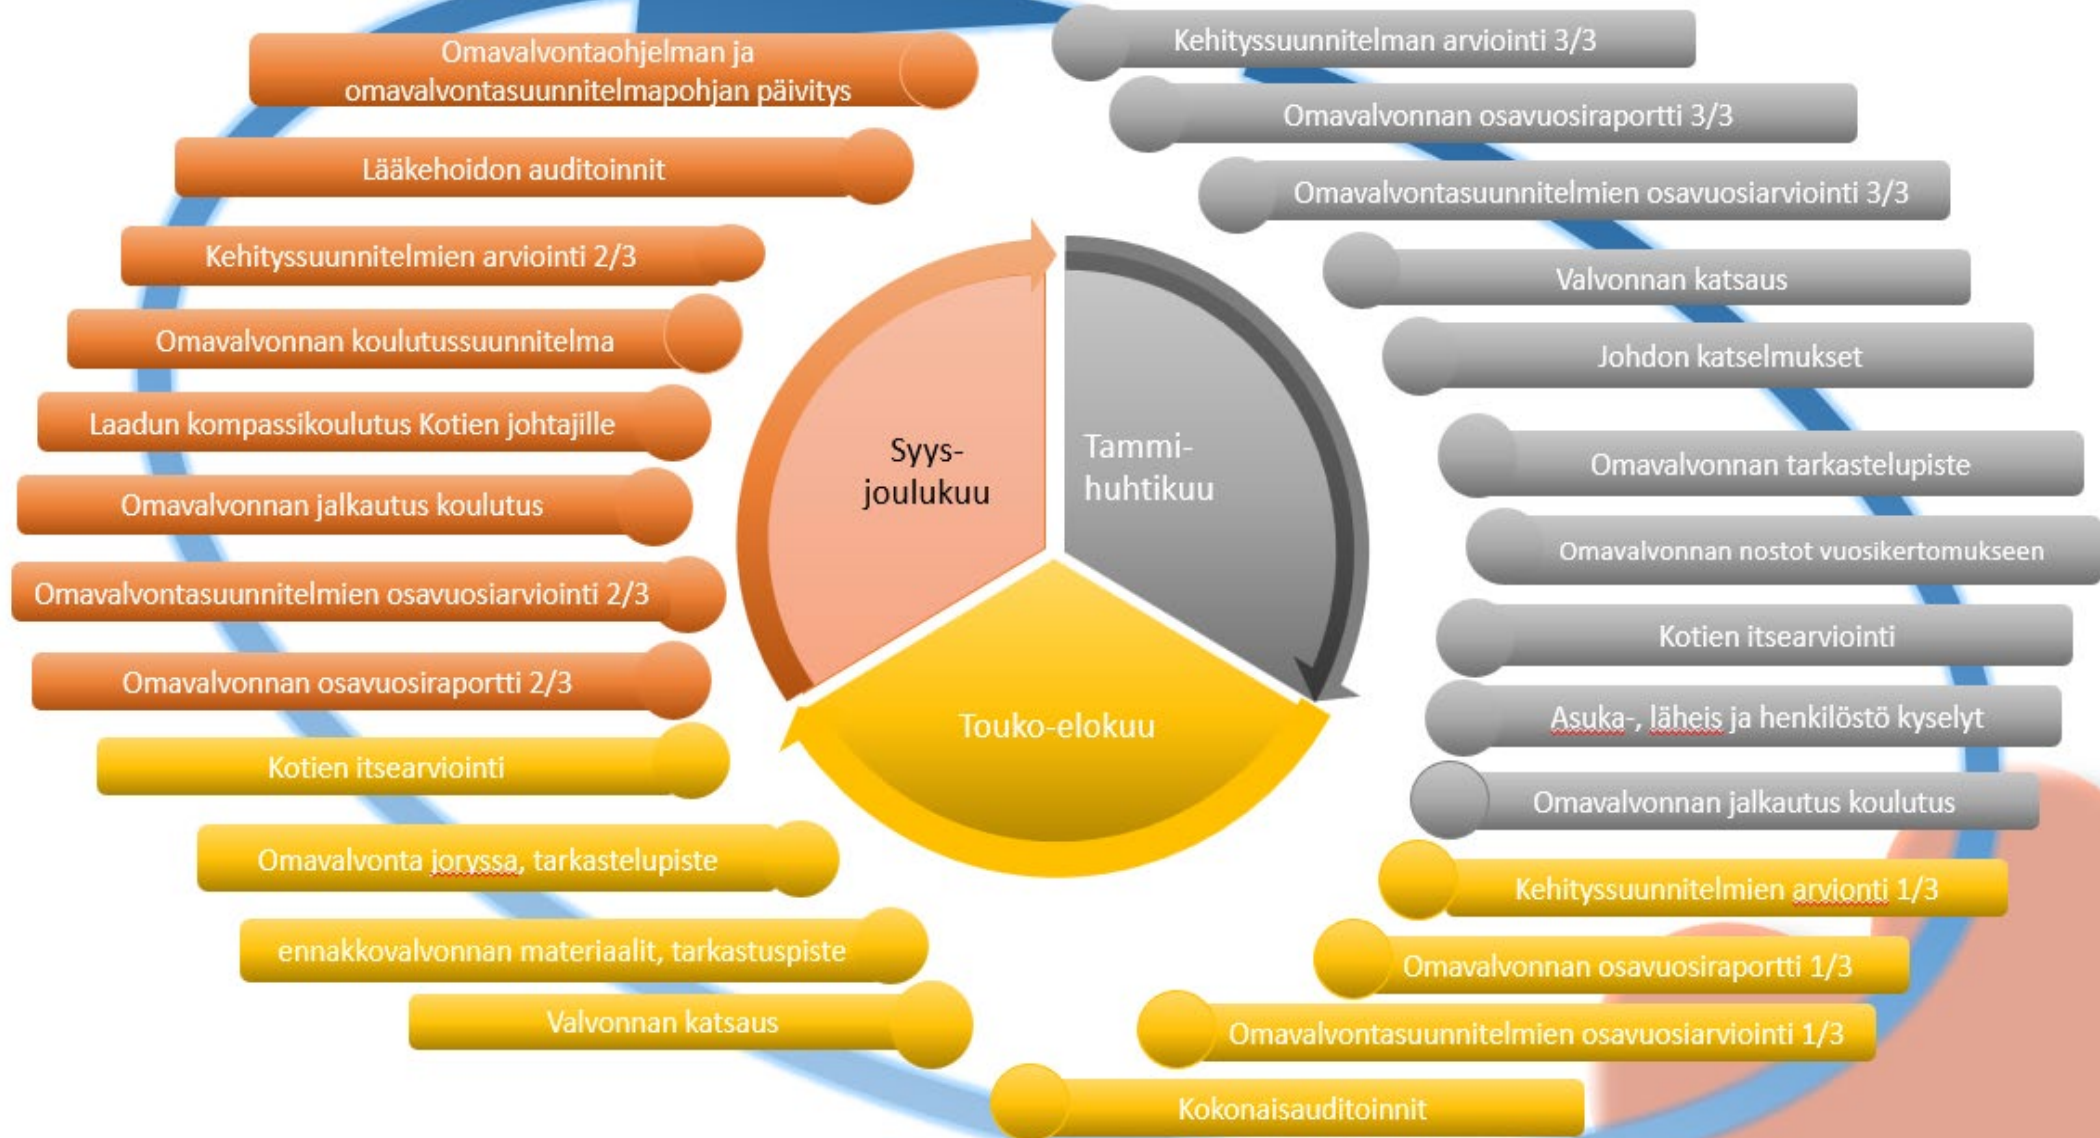 Omavalvontaohjelman ja
omavalvontasuunnitelmapohjan päivitys
Lääkehoidon auditoinnit
Kehityssuunnitelmien arviointi 2/3
Omavalvonnan koulutussuunnitelma
Laadun kompassikoulutus Kotien johtajille
Omavalvonnan jalkautus koulutus
Omavalvontasuunnitelmien osavuosiarviointi 2/3
Omavalvonnan osavuosiraportti 2/3
Kotien itsearviointi
Omavalvonta joryssa, tarkastelupiste
ennakkovalvonnan materiaalit, tarkastuspiste
Valvonnan katsaus
Syys-
joulukuu
Tammi-
huhtikuu
Touko-elokuu
Kehityssuunnitelman arviointi 3/3
Omavalvonnan osavuosiraportti 3/3
Omavalvontasuunnitelmien osavuosiarviointi 3/3
Valvonnan katsaus
Johdon katselmukset
Omavalvonnan tarkastelupiste
Omavalvonnan nostot vuosikertomukseen
Kotien itsearviointi
Asuka-, läheis ja henkilöstö kyselyt
Omavalvonnan jalkautus koulutus
Kehityssuunnitelmien arvionti 1/3
Omavalvonnan osavuosiraportti 1/3
Omavalvontasuunnitelmien osavuosiarviointi 1/3
Kokonaisauditoinnit